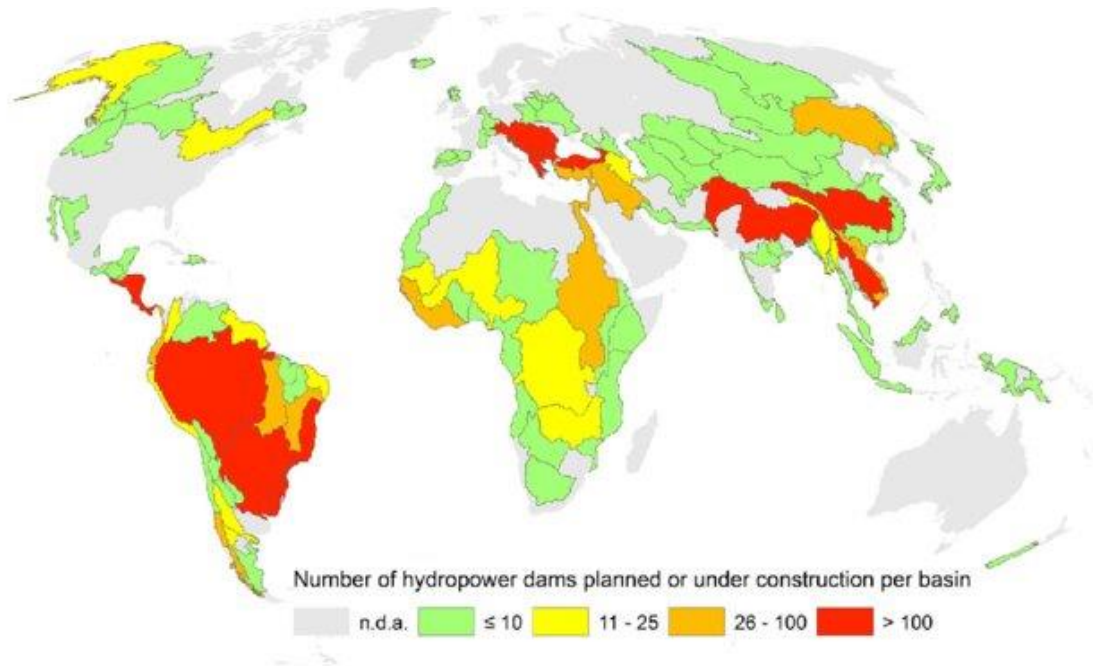 Number of hydropower dams planned or under construction per basin
n.d.a. ≤ 10 11 - 25 26 - 100 > 100